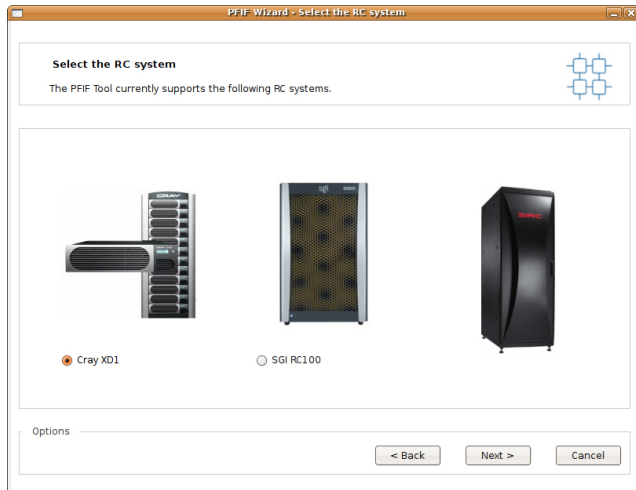 PFIF Wizard - Select the RC system
Select the RC system
The PFIF Tool currently supports the following RC systems.
CRAY
sgi
SRC
Cray XD1
SGI RC100
Options
< Back
Next >
Cancel